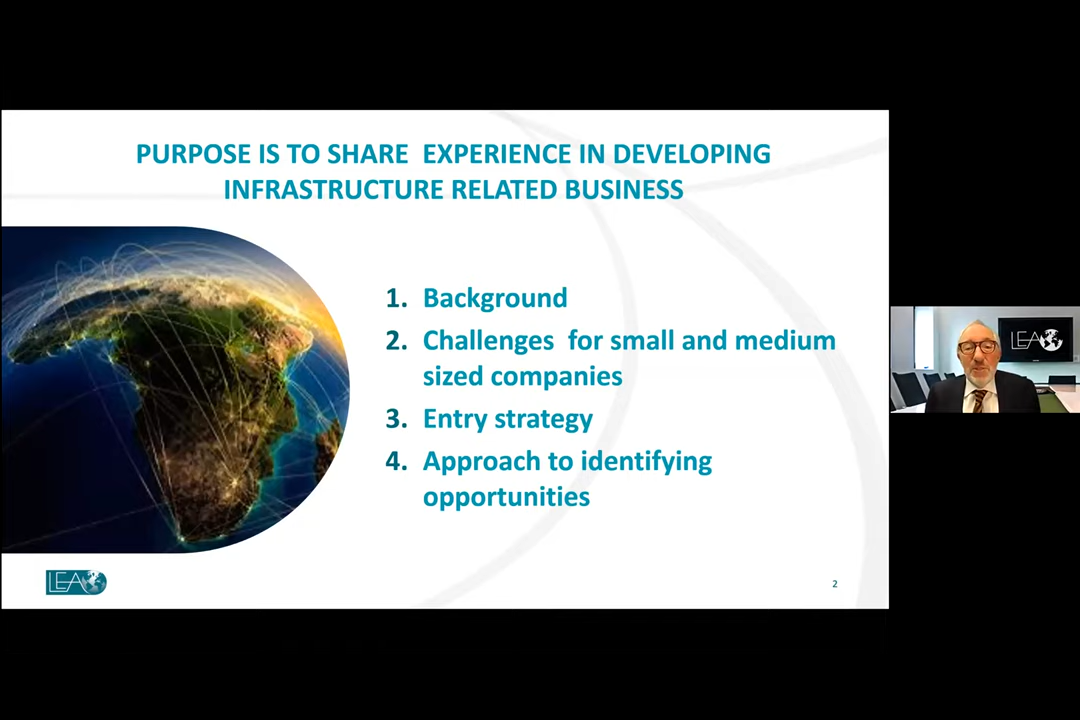 PURPOSE IS TO SHARE  EXPERIENCE IN DEVELOPING
INFRASTRUCTURE RELATED BUSINESS
1. Background
2. Challenges  for small and medium
sized companies
3. Entry strategy
4. Approach to identifying
opportunities
LEA
LEA
2